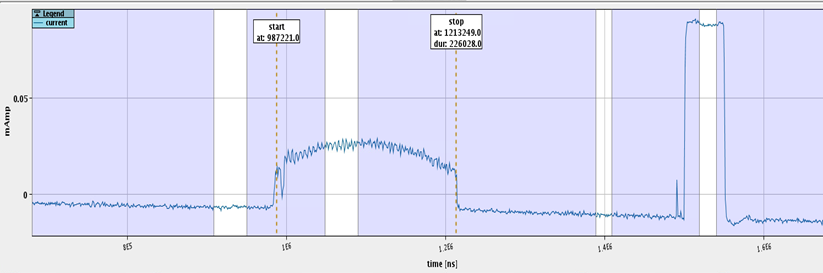 Legend
current
start
at: 987221.0
stop
at: 1213249.0
dur: 226028.0
0.05
mAmp
0
8E5
1E6
1.2E6
1.4E6
1.6E6
time [ns]